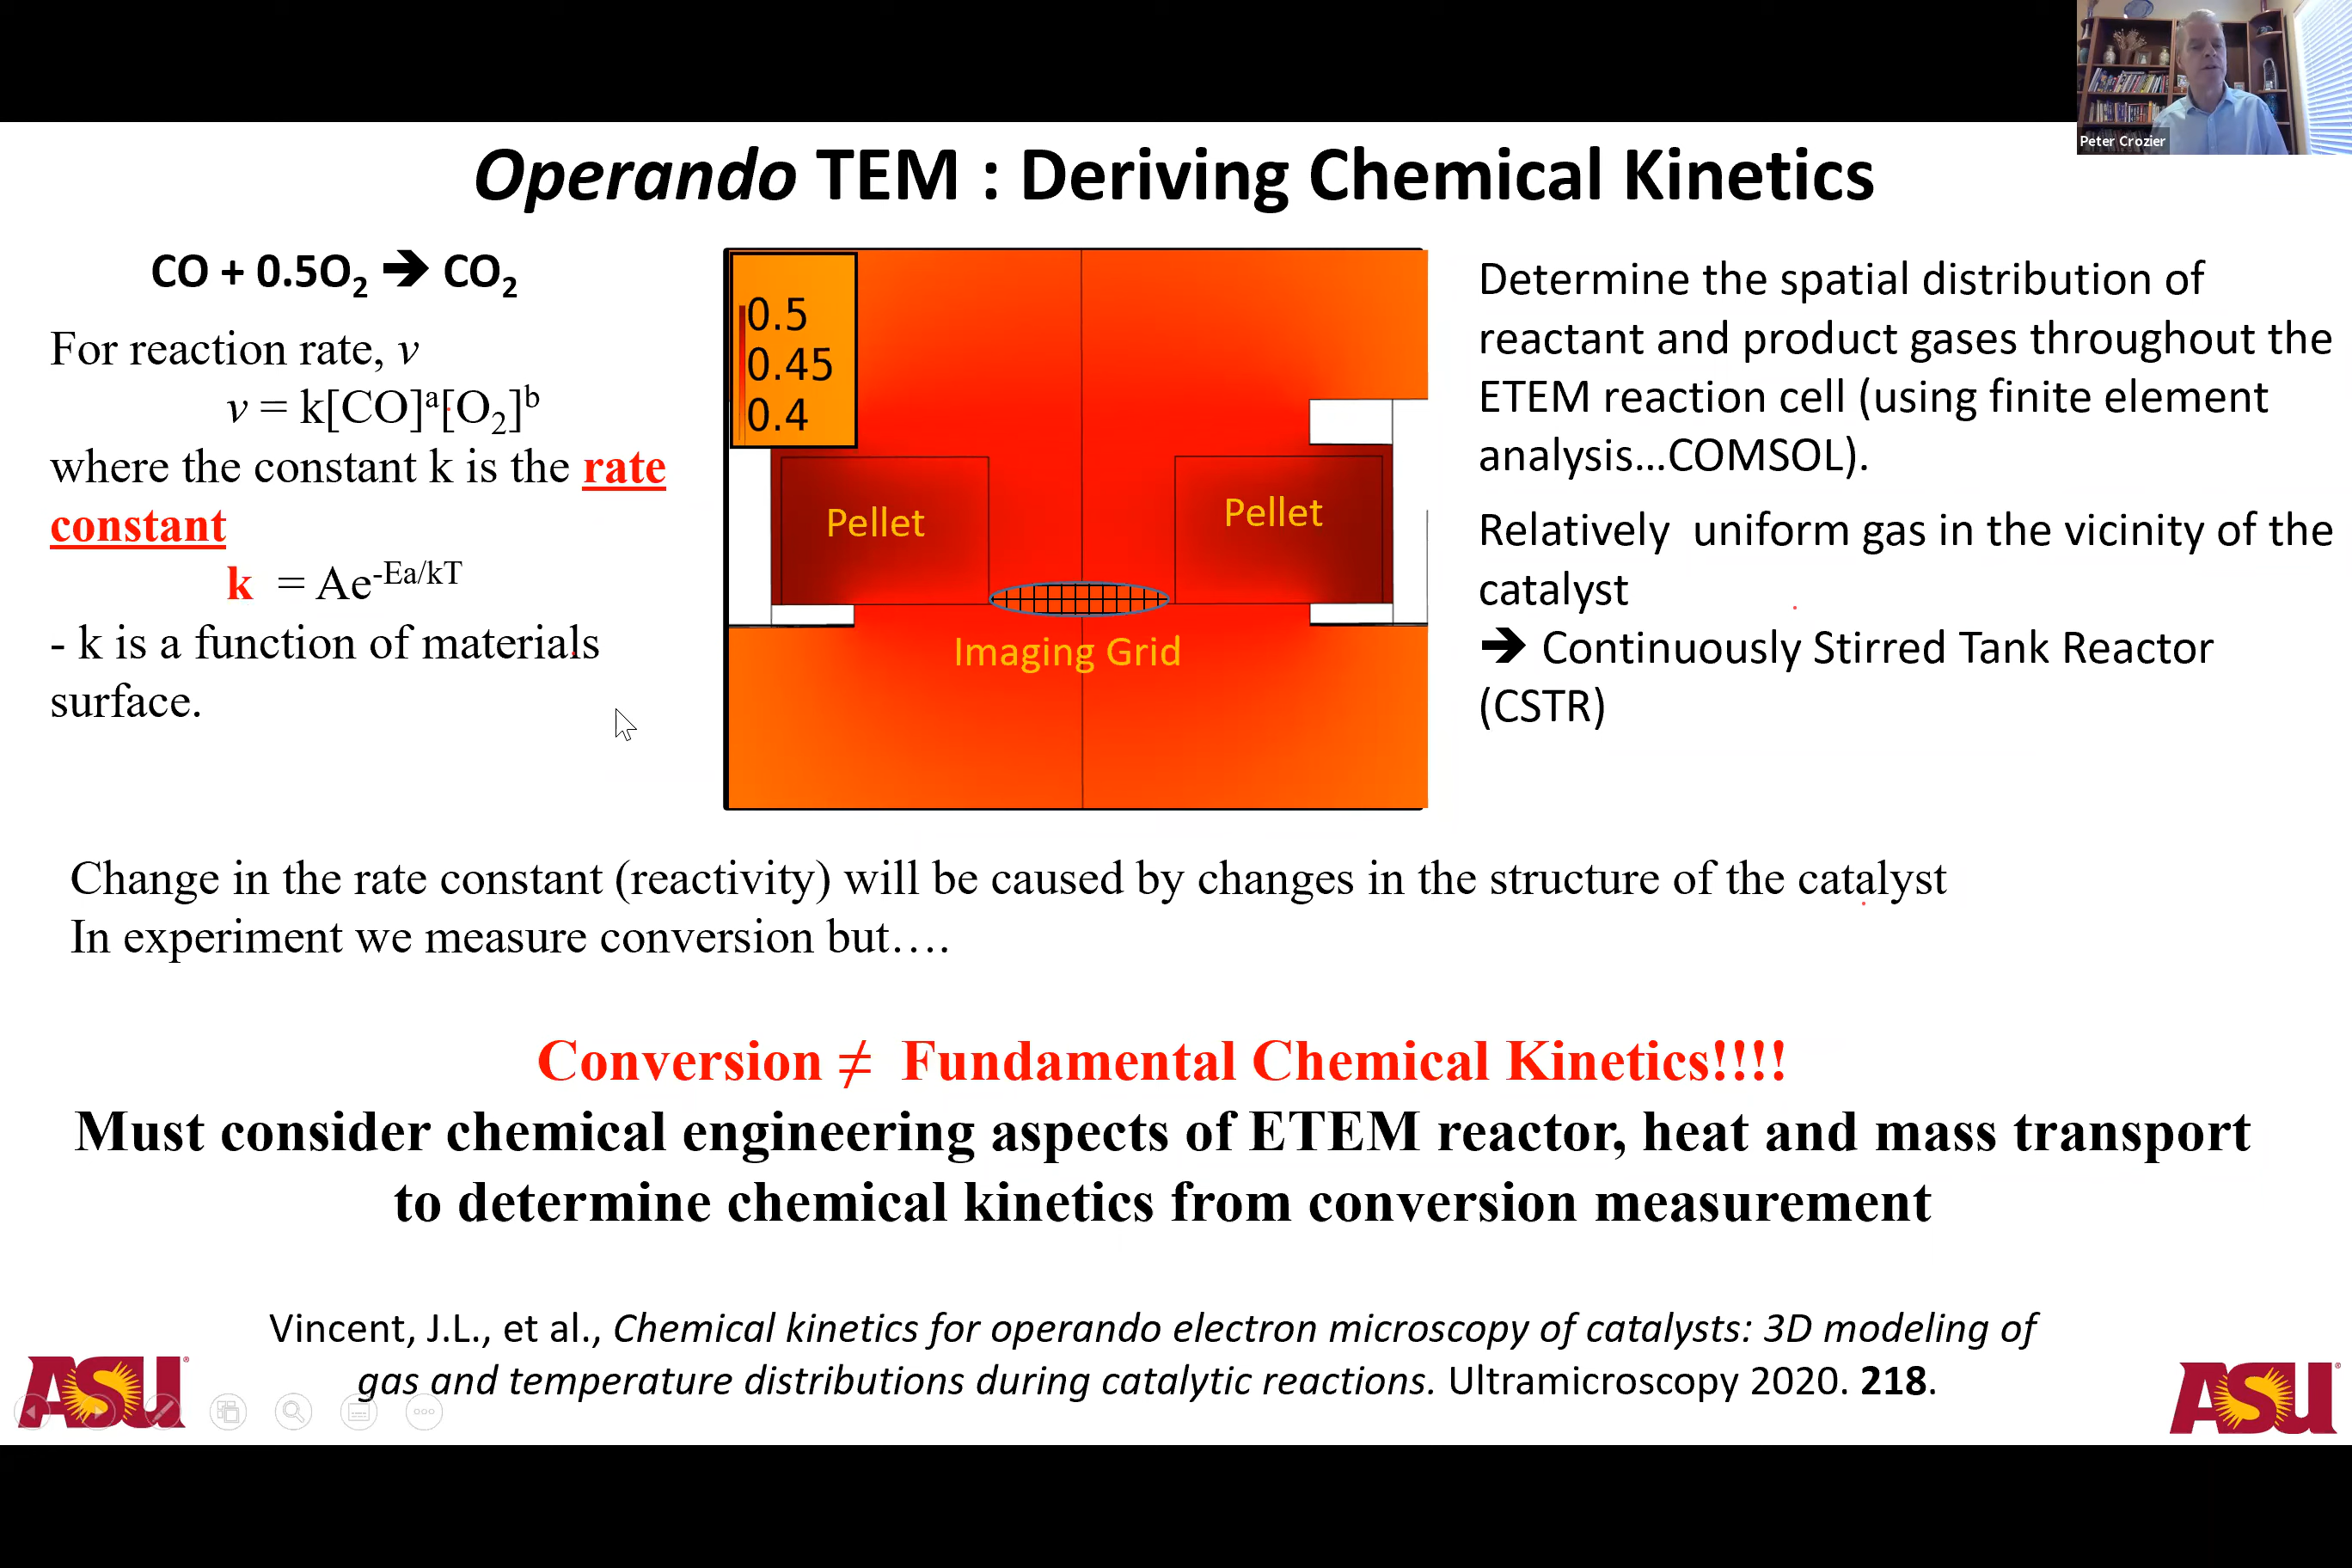 Peter Crozier
Operando TEM : Deriving Chemical Kinetics
CO + 0.5O₂ ➔ CO₂
For reaction rate, v
v = k[CO]ᵃ[O₂]ᵇ
where the constant k is the rate
constant
k = Ae⁻ᴱᵃ/ᵏᵀ
- k is a function of materials
surface.
0.5
0.45
0.4
Pellet
Pellet
Imaging Grid
Determine the spatial distribution of
reactant and product gases throughout the
ETEM reaction cell (using finite element
analysis...COMSOL).
Relatively uniform gas in the vicinity of the
catalyst
➔ Continuously Stirred Tank Reactor
(CSTR)
Change in the rate constant (reactivity) will be caused by changes in the structure of the catalyst
In experiment we measure conversion but….
Conversion ≠ Fundamental Chemical Kinetics!!!!
Must consider chemical engineering aspects of ETEM reactor, heat and mass transport
to determine chemical kinetics from conversion measurement
Vincent, J.L., et al., Chemical kinetics for operando electron microscopy of catalysts: 3D modeling of
gas and temperature distributions during catalytic reactions. Ultramicroscopy 2020. 218.
ASU
ASU